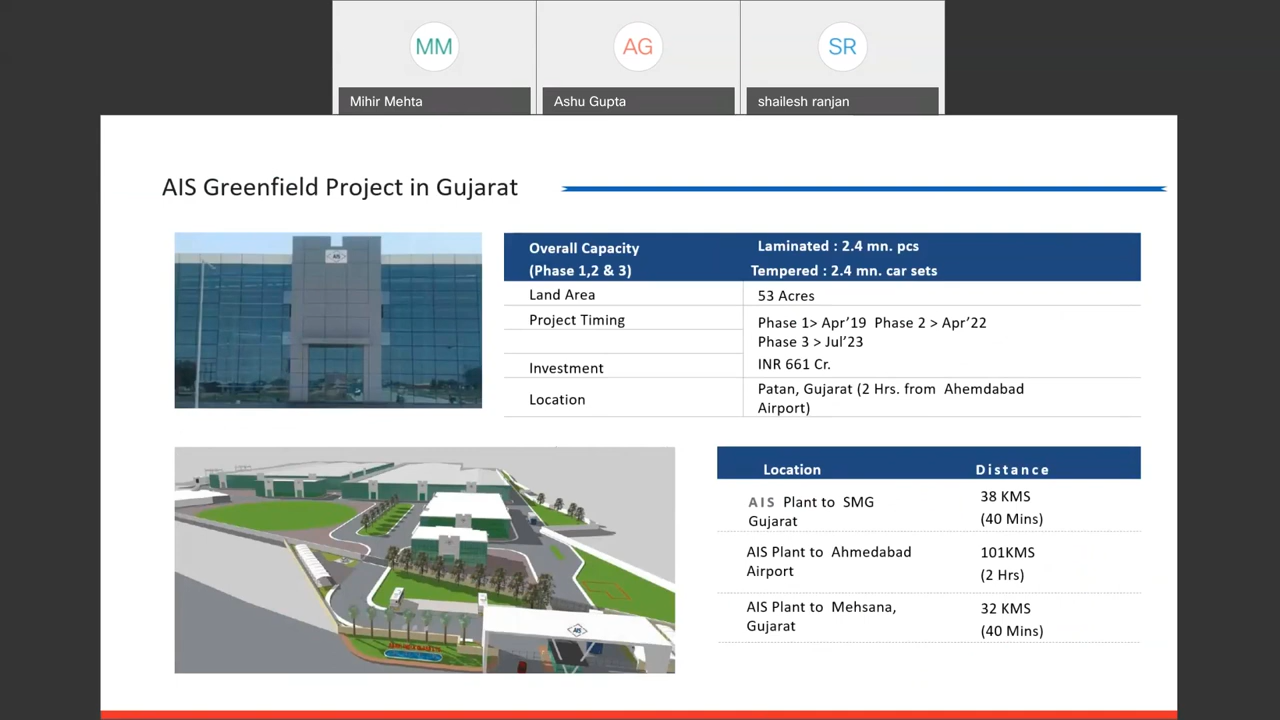 MM
AG
SR
Mihir Mehta
Ashu Gupta
shailesh ranjan
AIS Greenfield Project in Gujarat
AIS
Overall Capacity
(Phase 1,2 & 3)
Laminated : 2.4 mn. pcs
Tempered : 2.4 mn. car sets
Land Area
53 Acres
Project Timing
Phase 1> Apr’19 Phase 2 > Apr’22
Phase 3 > Jul’23
Investment
INR 661 Cr.
Location
Patan, Gujarat (2 Hrs. from Ahemdabad
Airport)
AIS
Location
Distance
AIS Plant to SMG
Gujarat
38 KMS
(40 Mins)
AIS Plant to Ahmedabad
Airport
101KMS
(2 Hrs)
AIS Plant to Mehsana,
Gujarat
32 KMS
(40 Mins)